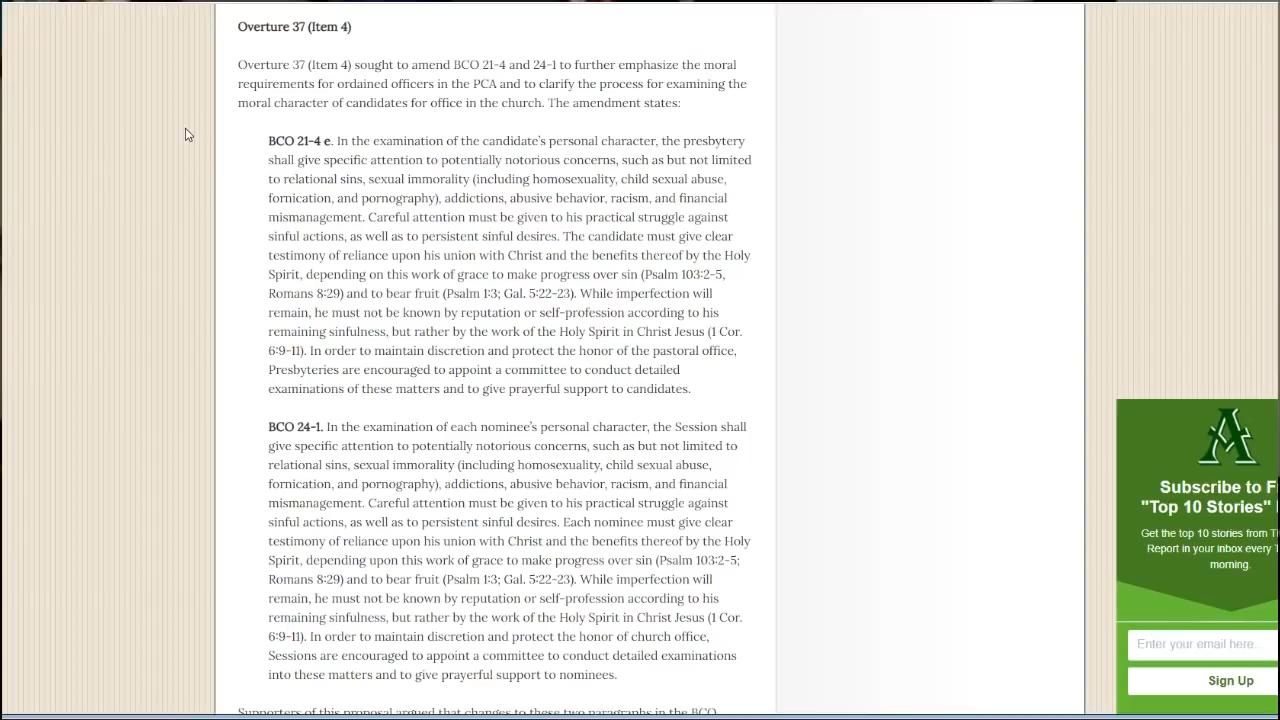 Overture 37 (Item 4)
Overture 37 (Item 4) sought to amend BCO 21-4 and 24-1 to further emphasize the moral
requirements for ordained officers in the PCA and to clarify the process for examining the
moral character of candidates for office in the church. The amendment states:
BCO 21-4 e. In the examination of the candidate's personal character, the presbytery
shall give specific attention to potentially notorious concerns, such as but not limited
to relational sins, sexual immorality (including homosexuality, child sexual abuse,
fornication, and pornography), addictions, abusive behavior, racism, and financial
mismanagement. Careful attention must be given to his practical struggle against
sinful actions, as well as to persistent sinful desires. The candidate must give clear
testimony of reliance upon his union with Christ and the benefits thereof by the Holy
Spirit, depending on this work of grace to make progress over sin (Psalm 103:2-5,
Romans 8:29) and to bear fruit (Psalm 1:3; Gal. 5:22-23). While imperfection will
remain, he must not be known by reputation or self-profession according to his
remaining sinfulness, but rather by the work of the Holy Spirit in Christ Jesus (1 Cor.
6:9-11). In order to maintain discretion and protect the honor of the pastoral office,
Presbyteries are encouraged to appoint a committee to conduct detailed
examinations of these matters and to give prayerful support to candidates.
BCO 24-1. In the examination of each nominee's personal character, the Session shall
give specific attention to potentially notorious concerns, such as but not limited to
relational sins, sexual immorality (including homosexuality, child sexual abuse,
fornication, and pornography), addictions, abusive behavior, racism, and financial
mismanagement. Careful attention must be given to his practical struggle against
sinful actions, as well as to persistent sinful desires. Each nominee must give clear
testimony of reliance upon his union with Christ and the benefits thereof by the Holy
Spirit, depending upon this work of grace to make progress over sin (Psalm 103:2-5;
Romans 8:29) and to bear fruit (Psalm 1:3; Gal. 5:22-23). While imperfection will
remain, he must not be known by reputation or self-profession according to his
remaining sinfulness, but rather by the work of the Holy Spirit in Christ Jesus (1 Cor.
6:9-11). In order to maintain discretion and protect the honor of church office,
Sessions are encouraged to appoint a committee to conduct detailed examinations
into these matters and to give prayerful support to nominees.
Supporters of this proposal argued that changes to these two paragraphs in the BCO
A
Subscribe to F
"Top 10 Stories"
Get the top 10 stories from
Report in your inbox every
morning.
Enter your email here..
Sign Up